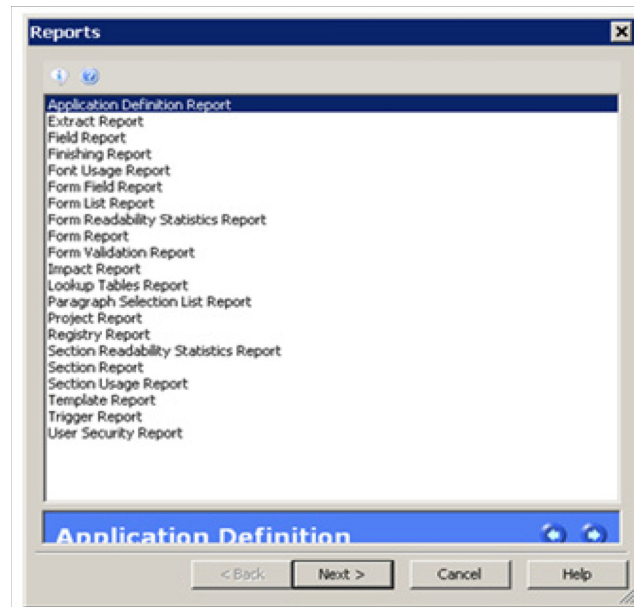 Reports
Application Definition Report
Extract Report
Field Report
Finishing Report
Font Usage Report
Form Field Report
Form List Report
Form Readability Statistics Report
Form Report
Form Validation Report
Impact Report
Lookup Tables Report
Paragraph Selection List Report
Project Report
Registry Report
Section Readability Statistics Report
Section Report
Section Usage Report
Template Report
Trigger Report
User Security Report
Application Definition
< Back Next > Cancel Help